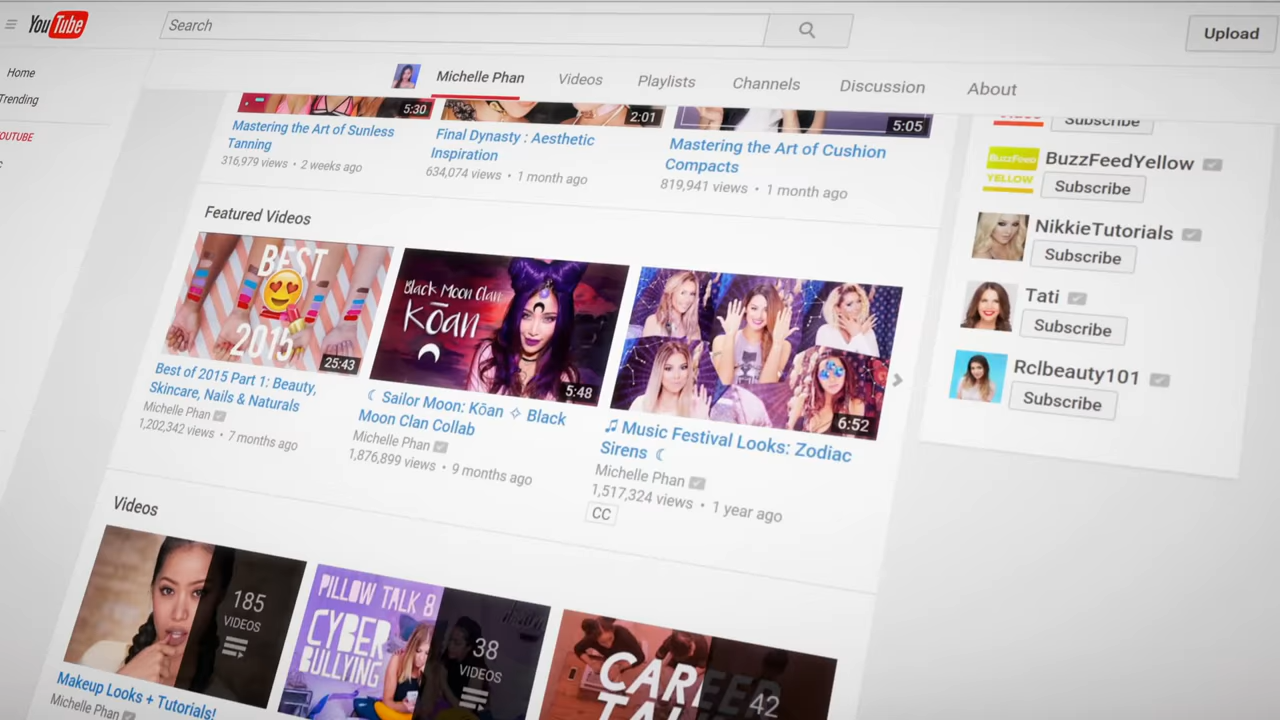 YouTube
Search
Upload
Home
Trending
OUTUBE
Michelle Phan
Videos
Playlists
Channels
Discussion
About
5:30
2:01
5:05
Mastering the Art of Sunless
Tanning
316,979 views • 2 weeks ago
Final Dynasty : Aesthetic
Inspiration
634,074 views • 1 month ago
Mastering the Art of Cushion
Compacts
819,941 views • 1 month ago
Subscribe
BuzzFeed
YELLOW
BuzzFeedYellow
Subscribe
NikkieTutorials
Subscribe
Tati
Subscribe
Rclbeauty101
Subscribe
Featured Videos
BEST
2015
25:43
Best of 2015 Part 1: Beauty,
Skincare, Nails & Naturals
Michelle Phan
1,202,342 views • 7 months ago
Black Moon Clan
kōan
5:48
☾ Sailor Moon: Kōan ✧ Black
Moon Clan Collab
Michelle Phan
1,876,899 views • 9 months ago
6:52
♫ Music Festival Looks: Zodiac
Sirens ☾
Michelle Phan
1,517,324 views • 1 year ago
CC
Videos
185
VIDEOS
Makeup Looks + Tutorials!
Michelle Phan
PILLOW TALK 8
CYBER
BULLYING
38
VIDEOS
CAREER
TALK
42